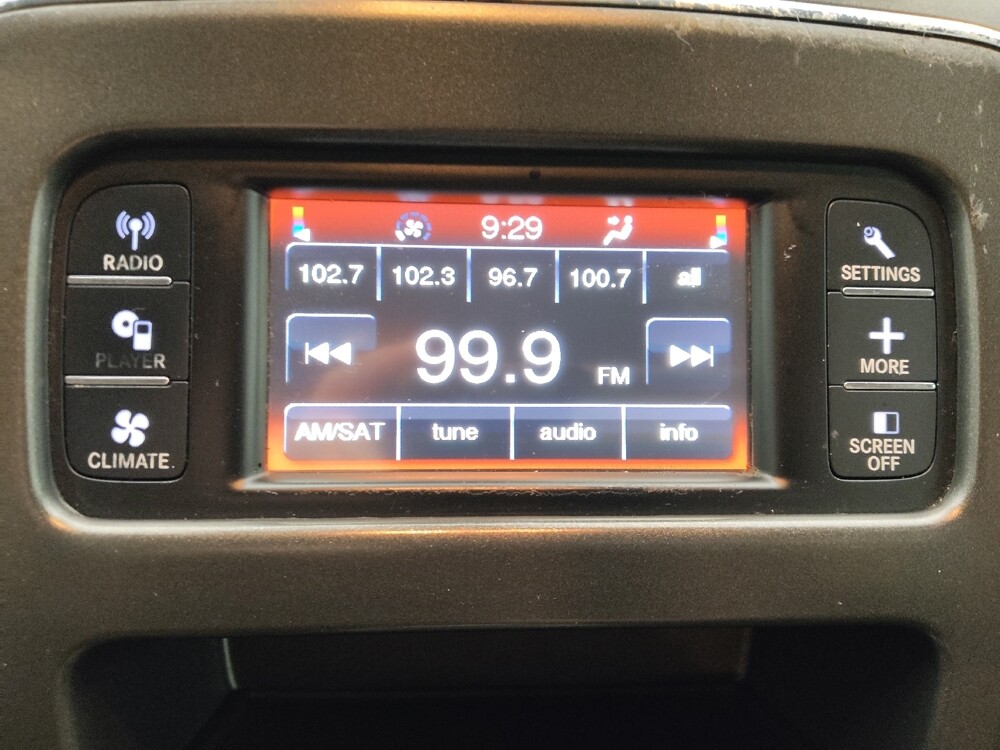 RADIO
PLAYER
CLIMATE
9:29
102.7 102.3 96.7 100.7 all
99.9 FM
AM/SAT tune audio info
SETTINGS
MORE
SCREEN
OFF